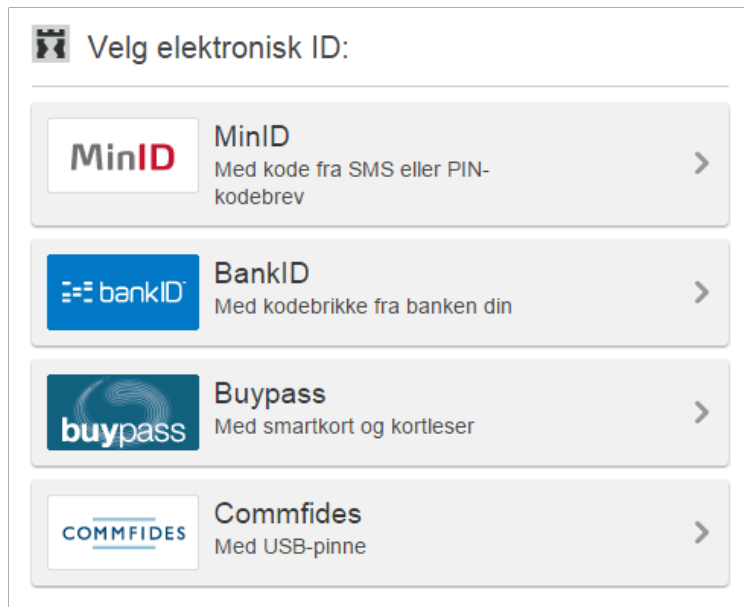 Velg elektronisk ID:
MinID
MinID
Med kode fra SMS eller PIN-
kodebrev
bankID
BankID
Med kodebrikke fra banken din
buypass
Buypass
Med smartkort og kortleser
COMMFIDES
Commfides
Med USB-pinne